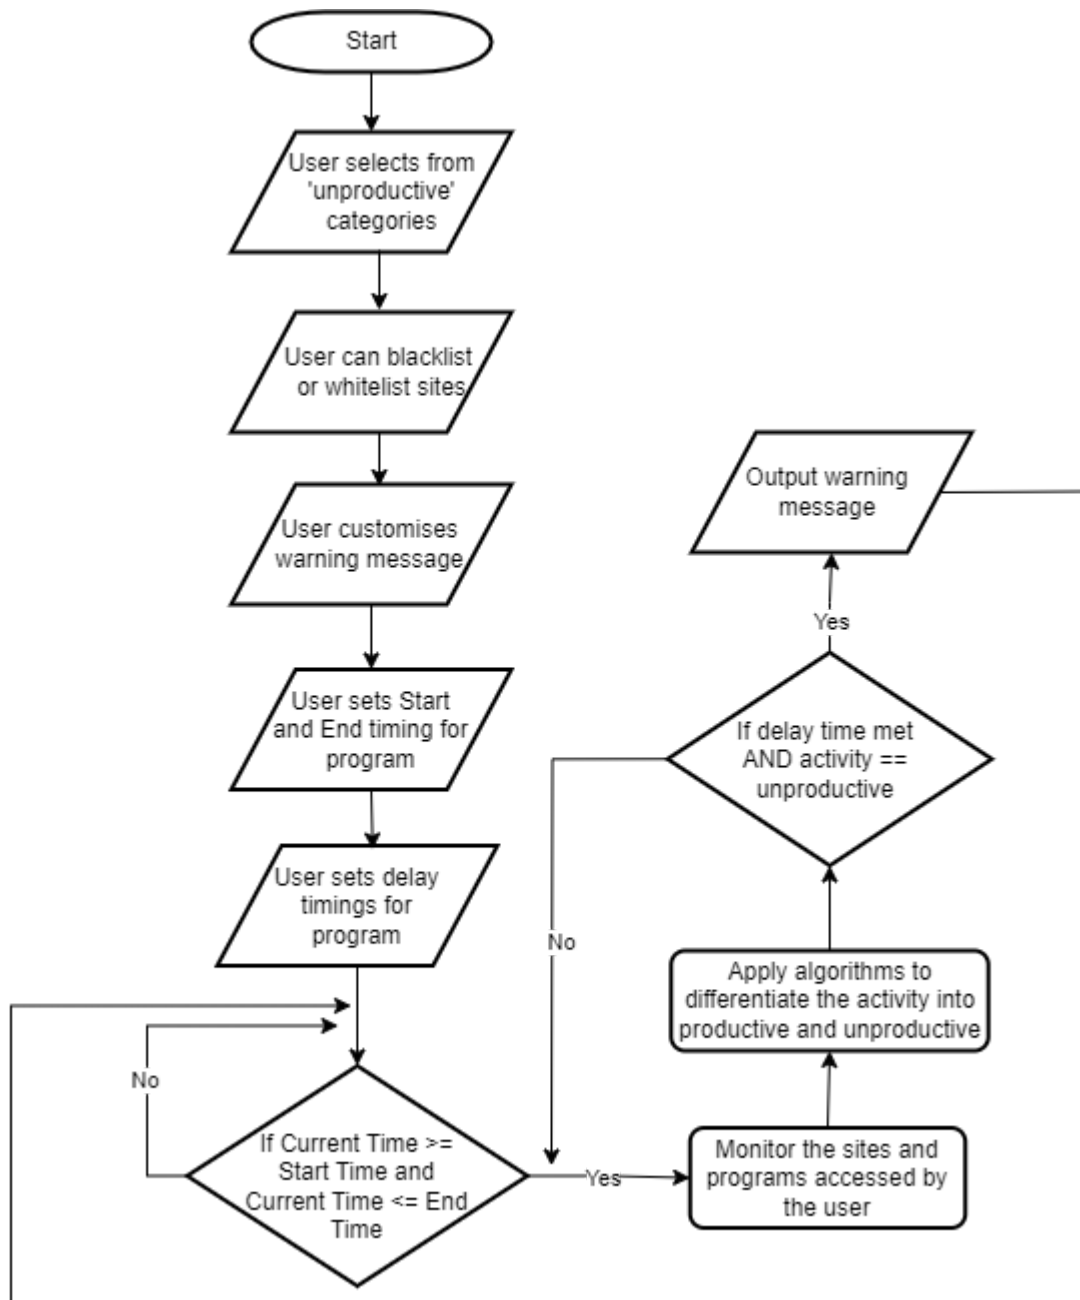 Start
User selects from
'unproductive'
categories
User can blacklist
or whitelist sites
User customises
warning message
User sets Start
and End timing for
program
User sets delay
timings for
program
No
If Current Time >=
Start Time and
Current Time <= End
Time
Yes
Monitor the sites and
programs accessed by
the user
Apply algorithms to
differentiate the activity into
productive and unproductive
If delay time met
AND activity ==
unproductive
No
Yes
Output warning
message